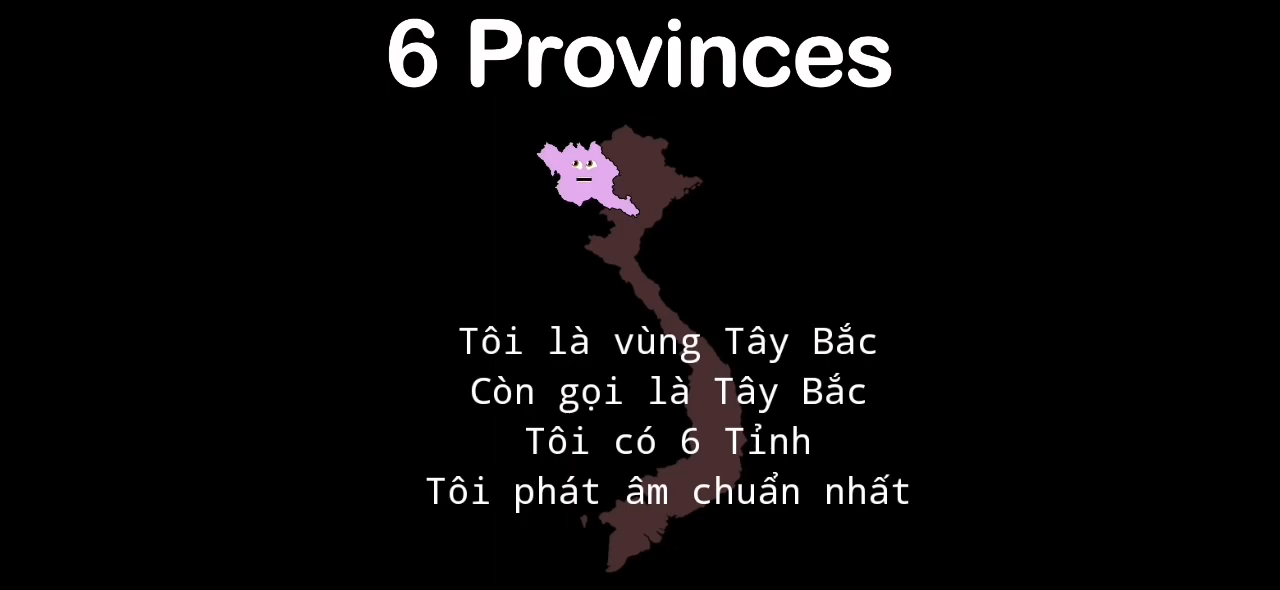 6 Provinces
Tôi là vùng Tây Bắc
Còn gọi là Tây Bắc
Tôi có 6 Tỉnh
Tôi phát âm chuẩn nhất